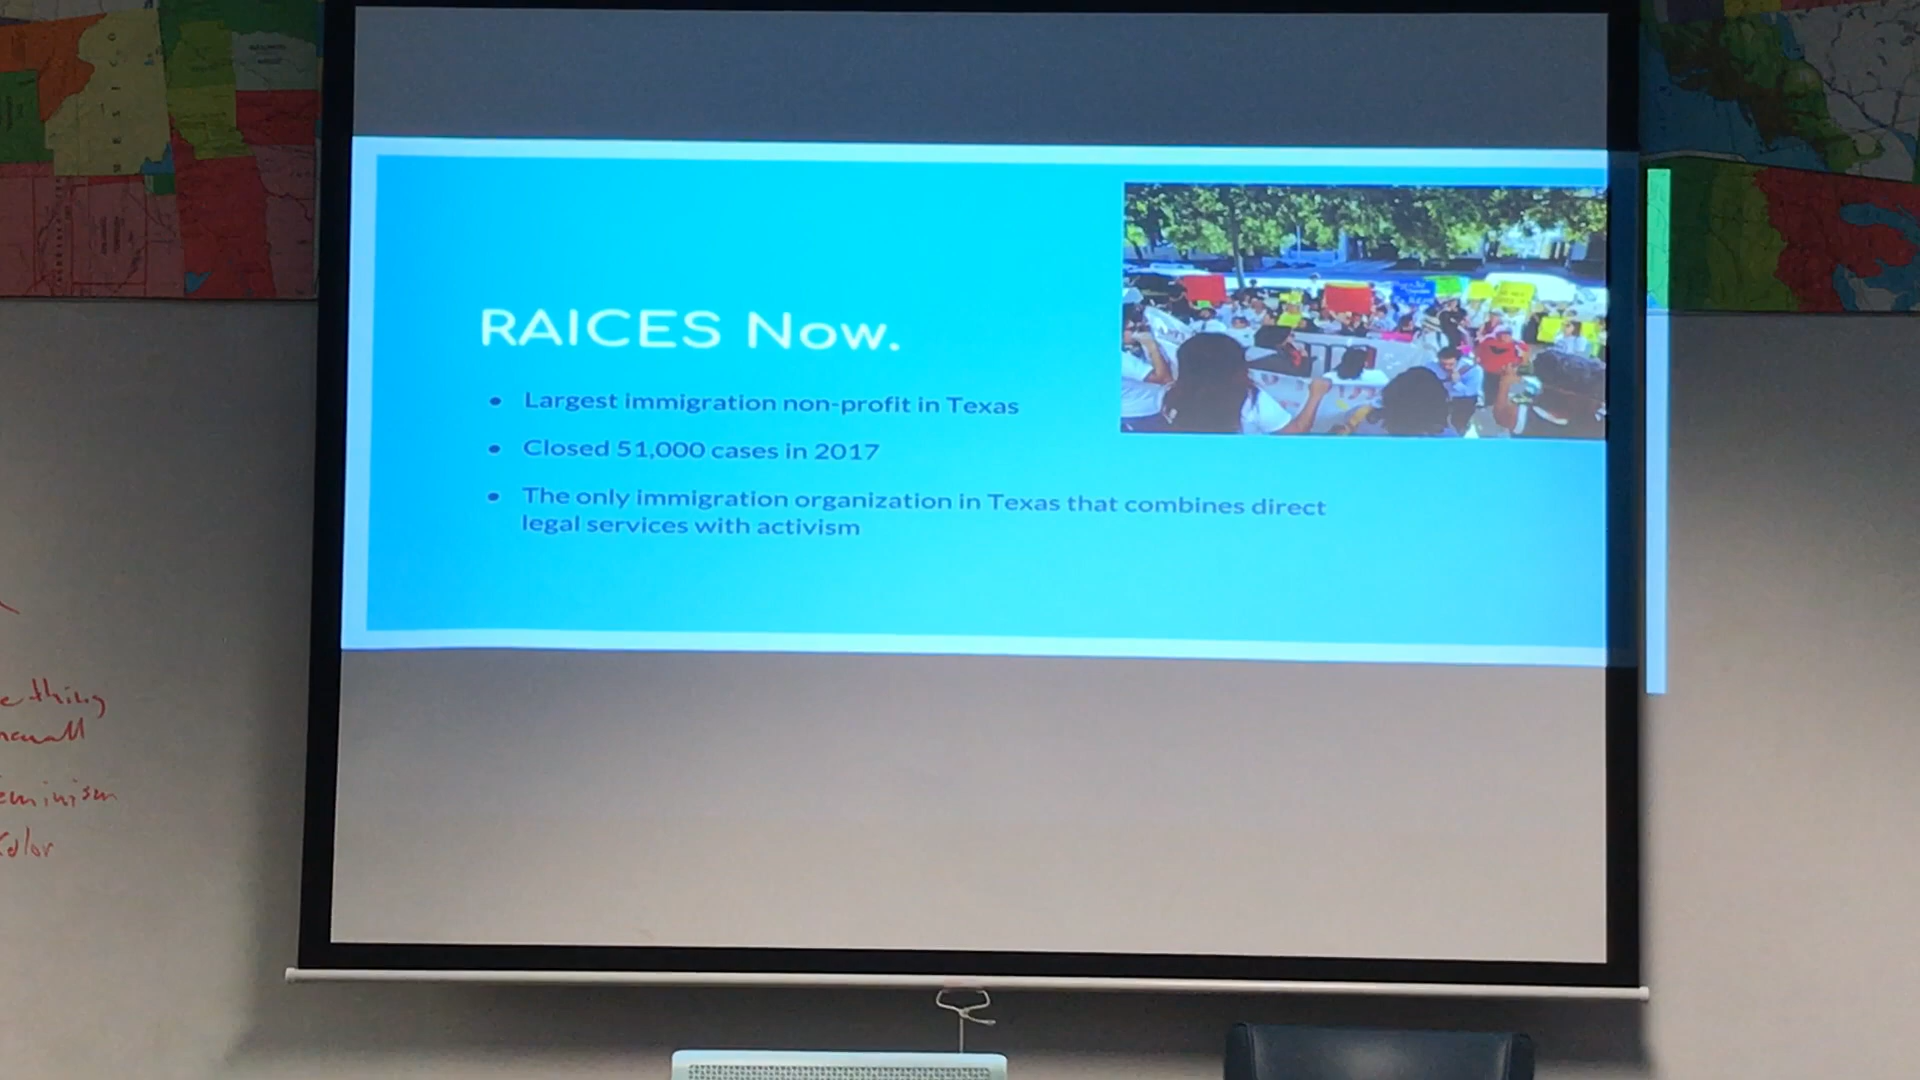 RAICES Now.
• Largest immigration non-profit in Texas
• Closed 51,000 cases in 2017
• The only immigration organization in Texas that combines direct
legal services with activism
thing